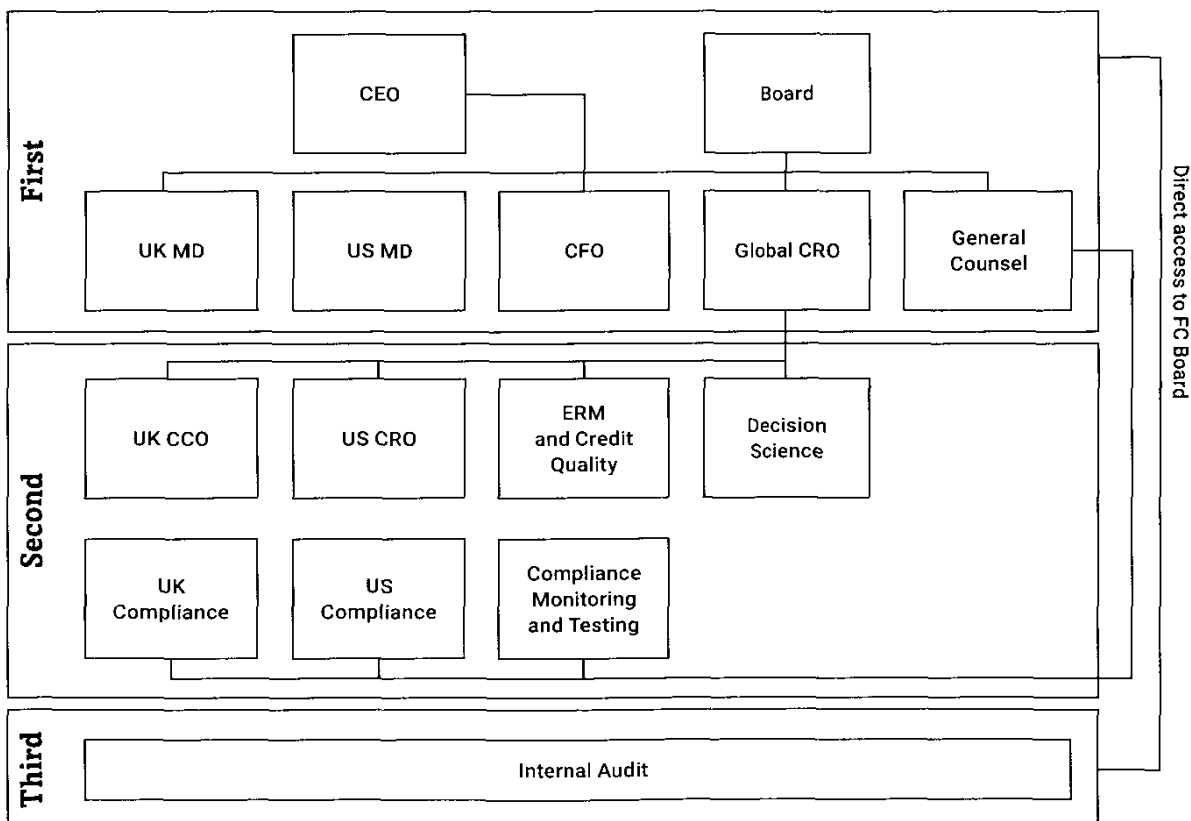 First
CEO
Board
UK MD
US MD
CFO
Global CRO
General
Counsel
Direct access to FC Board
Second
UK CCO
US CRO
ERM
and Credit
Quality
Decision
Science
UK
Compliance
US
Compliance
Compliance
Monitoring
and Testing
Third
Internal Audit